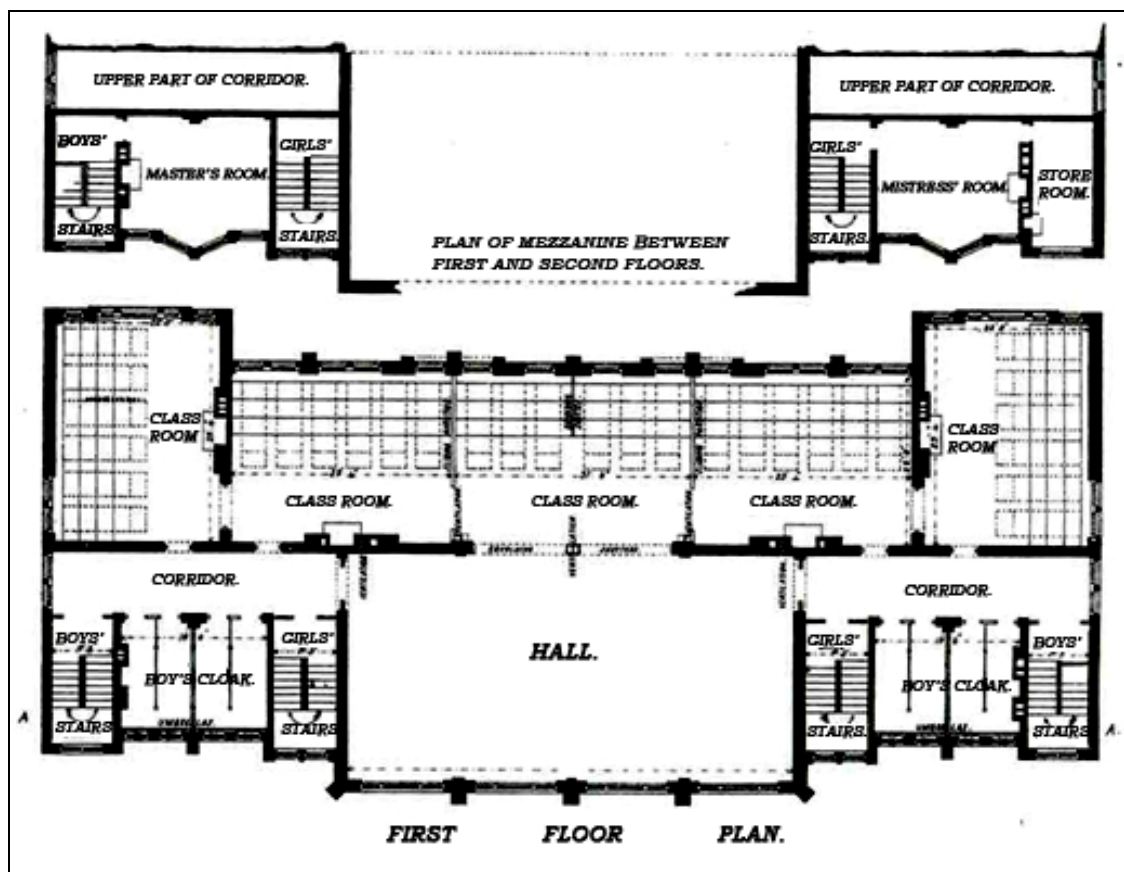 UPPER PART OF CORRIDOR.
UPPER PART OF CORRIDOR.
BOYS'
STAIRS
MASTER'S ROOM.
GIRLS'
STAIRS.
GIRLS'
STAIRS.
MISTRESS' ROOM.
STORE
ROOM.
PLAN OF MEZZANINE BETWEEN
FIRST AND SECOND FLOORS.
CLASS
ROOM
CLASS ROOM.
CLASS ROOM.
CLASS ROOM.
CLASS
ROOM
CORRIDOR.
CORRIDOR.
BOYS'
STAIRS
BOY'S CLOAK.
GIRLS'
STAIRS.
HALL.
GIRLS'
STAIRS.
BOY'S CLOAK.
BOYS'
STAIRS
A
A.
FIRST FLOOR PLAN.